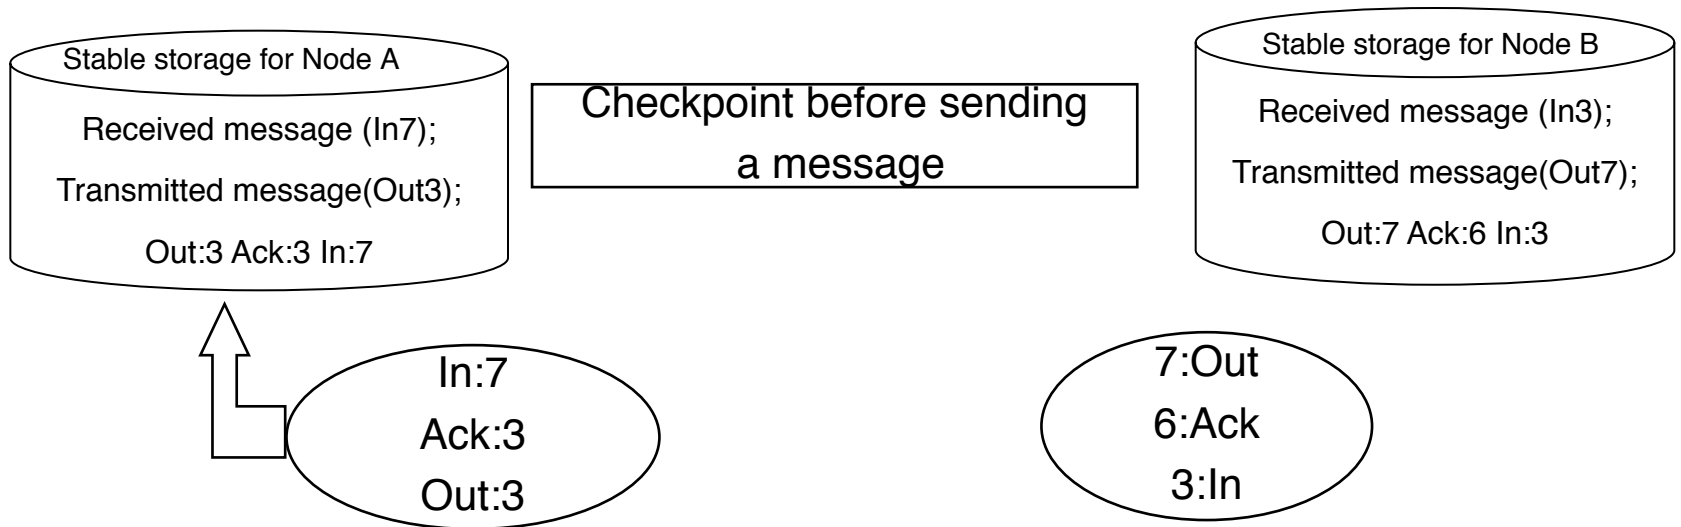 Stable storage for Node A
Received message (In7);
Transmitted message(Out3);
Out:3 Ack:3 In:7
Checkpoint before sending
a message
Stable storage for Node B
Received message (In3);
Transmitted message(Out7);
Out:7 Ack:6 In:3
In:7
Ack:3
Out:3
7:Out
6:Ack
3:In